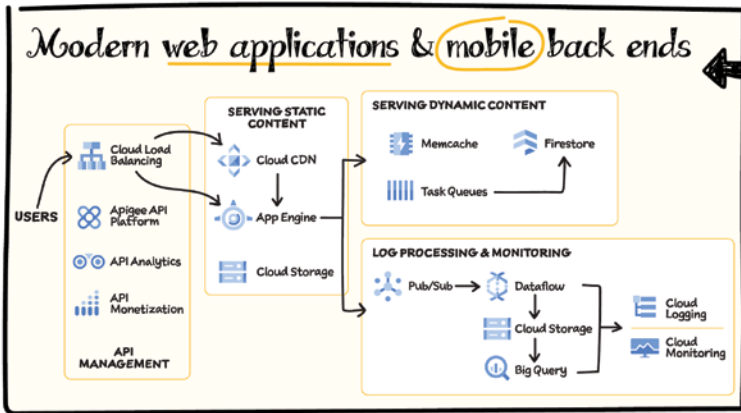 Modern web applications & mobile back ends
USERS
Cloud Load
Balancing
Apigee API
Platform
API Analytics
API
Monetization
API
MANAGEMENT
SERVING STATIC
CONTENT
Cloud CDN
App Engine
Cloud Storage
SERVING DYNAMIC CONTENT
Memcache
Firestore
Task Queues
LOG PROCESSING & MONITORING
Pub/Sub
Dataflow
Cloud Storage
Big Query
Cloud
Logging
Cloud
Monitoring